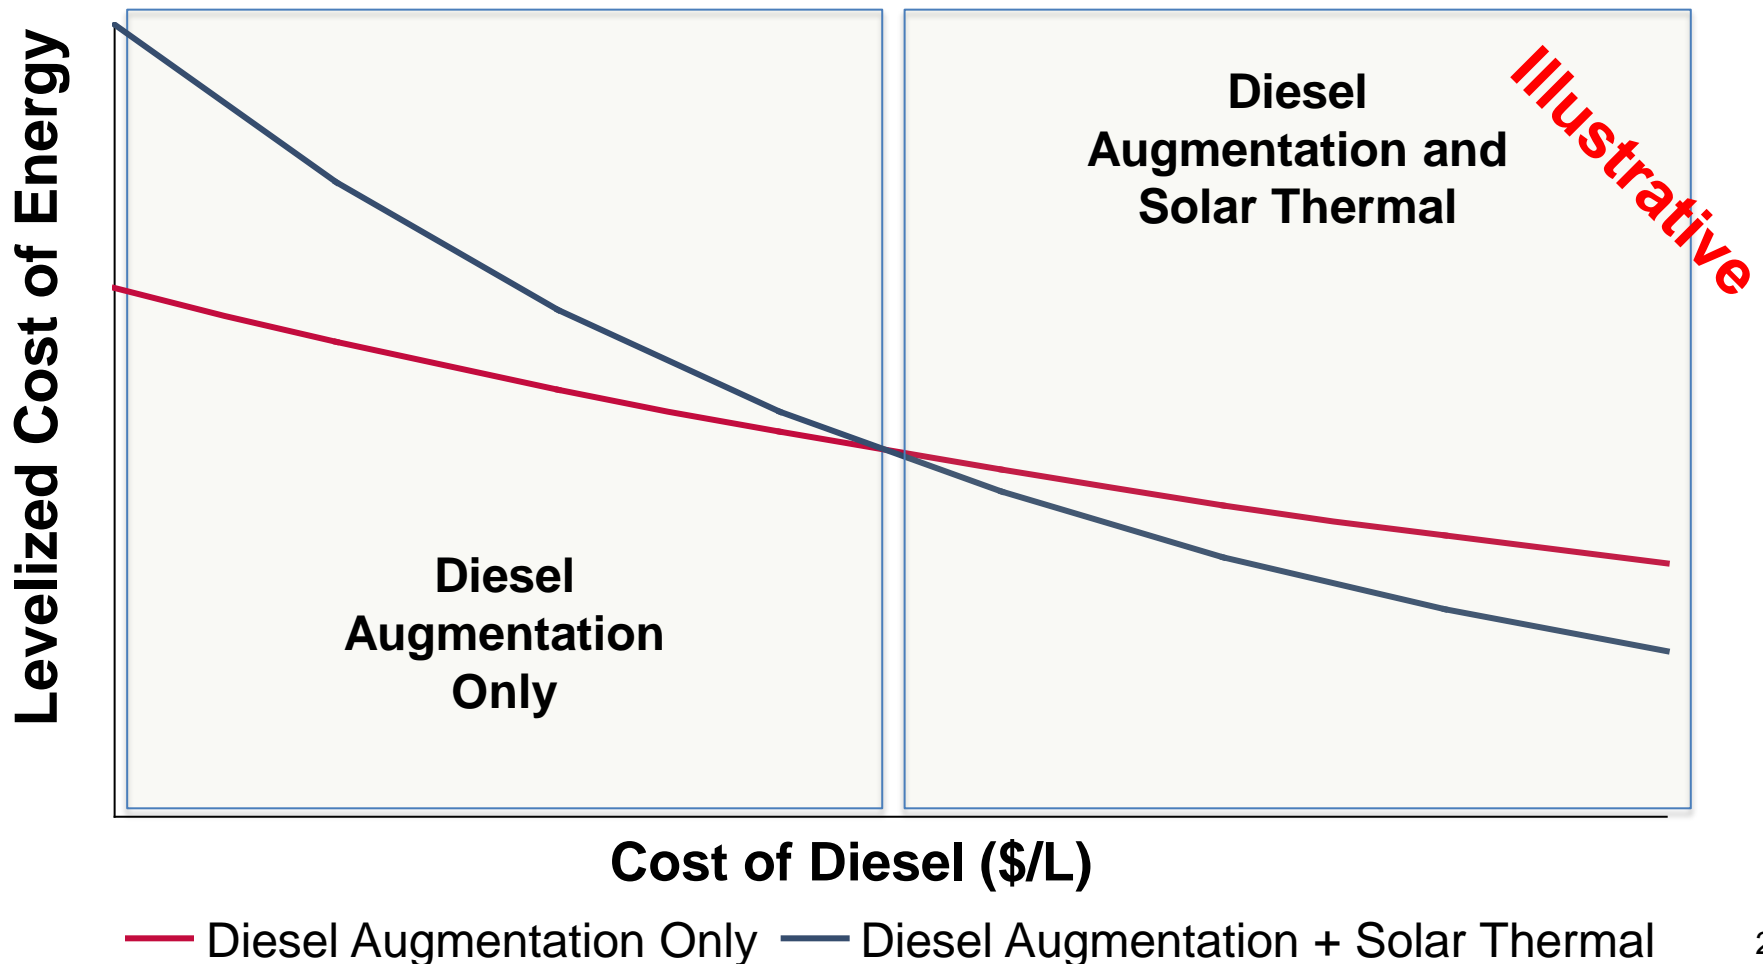 Levelized Cost of Energy
Diesel
Augmentation and
Solar Thermal
Illustrative
Diesel
Augmentation
Only
Cost of Diesel ($/L)
Diesel Augmentation Only
Diesel Augmentation + Solar Thermal